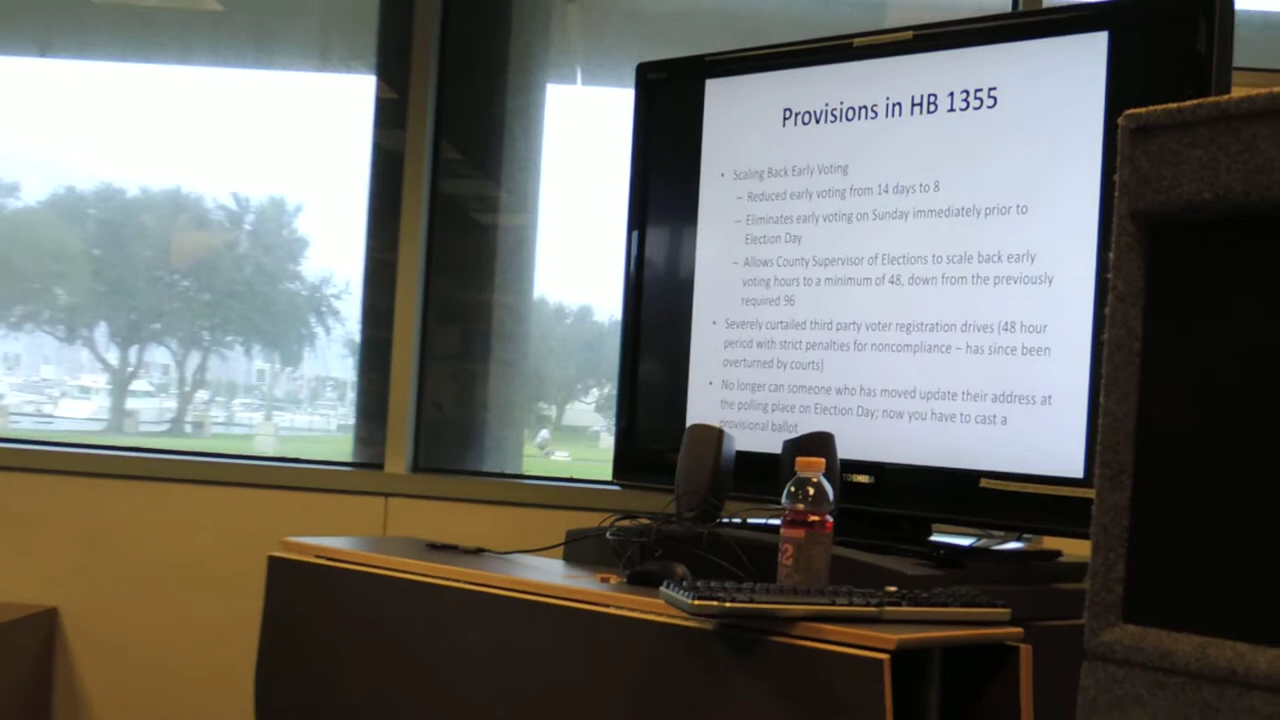 Provisions in HB 1355
• Scaling Back Early Voting
– Reduced early voting from 14 days to 8
– Eliminates early voting on Sunday immediately prior to
Election Day
– Allows County Supervisor of Elections to scale back early
voting hours to a minimum of 48, down from the previously
required 96
• Severely curtailed third party voter registration drives (48 hour
period with strict penalties for noncompliance – has since been
overturned by courts)
• No longer can someone who has moved update their address at
the polling place on Election Day; now you have to cast a
provisional ballot
TOSHIBA